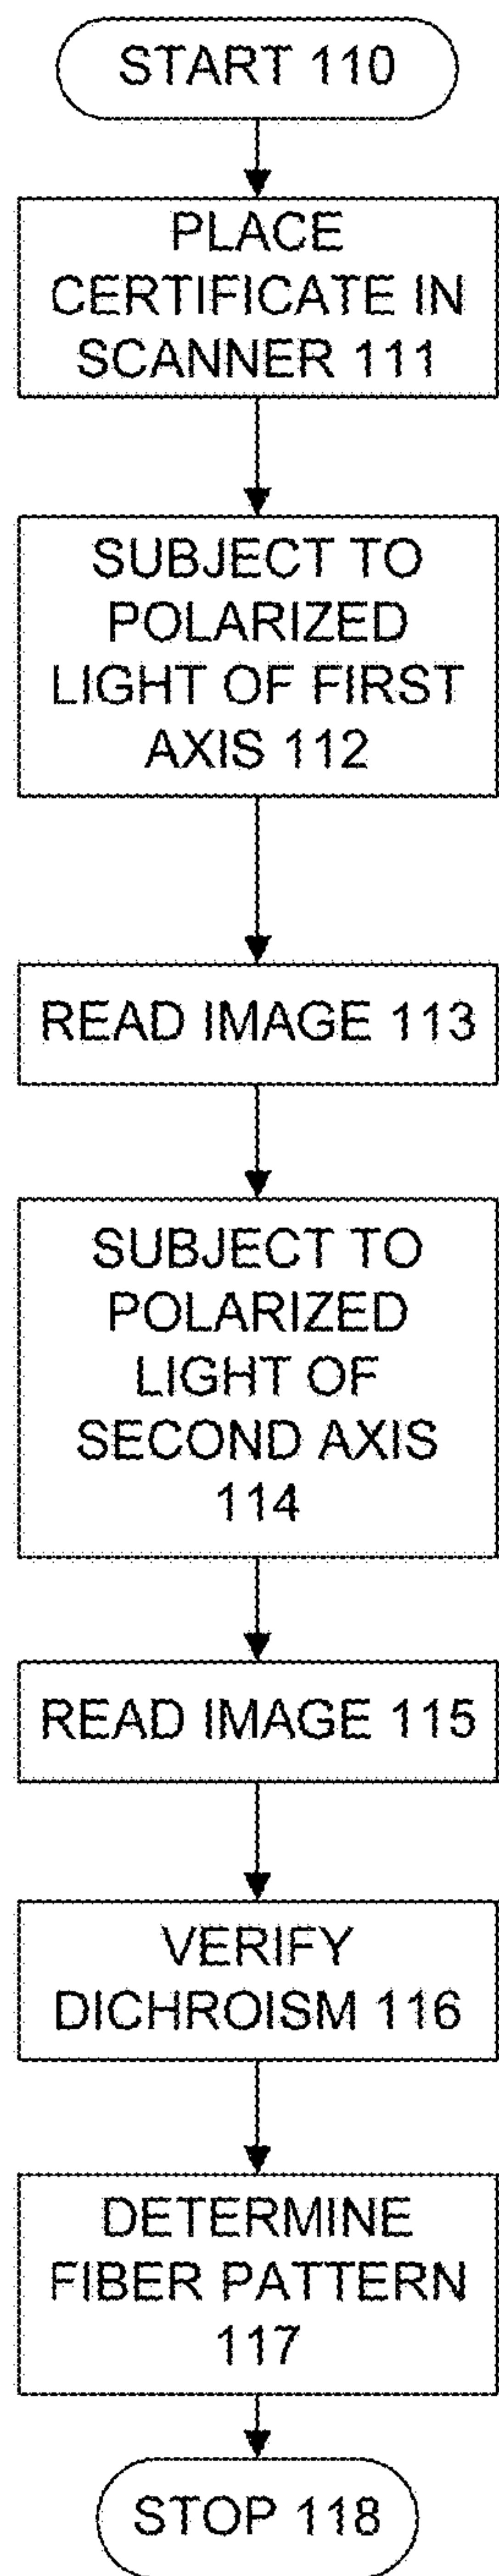 START 110
PLACE
CERTIFICATE IN
SCANNER 111
SUBJECT TO
POLARIZED
LIGHT OF FIRST
AXIS 112
READ IMAGE 113
SUBJECT TO
POLARIZED
LIGHT OF
SECOND AXIS
114
READ IMAGE 115
VERIFY
DICHROISM 116
DETERMINE
FIBER PATTERN
117
STOP 118